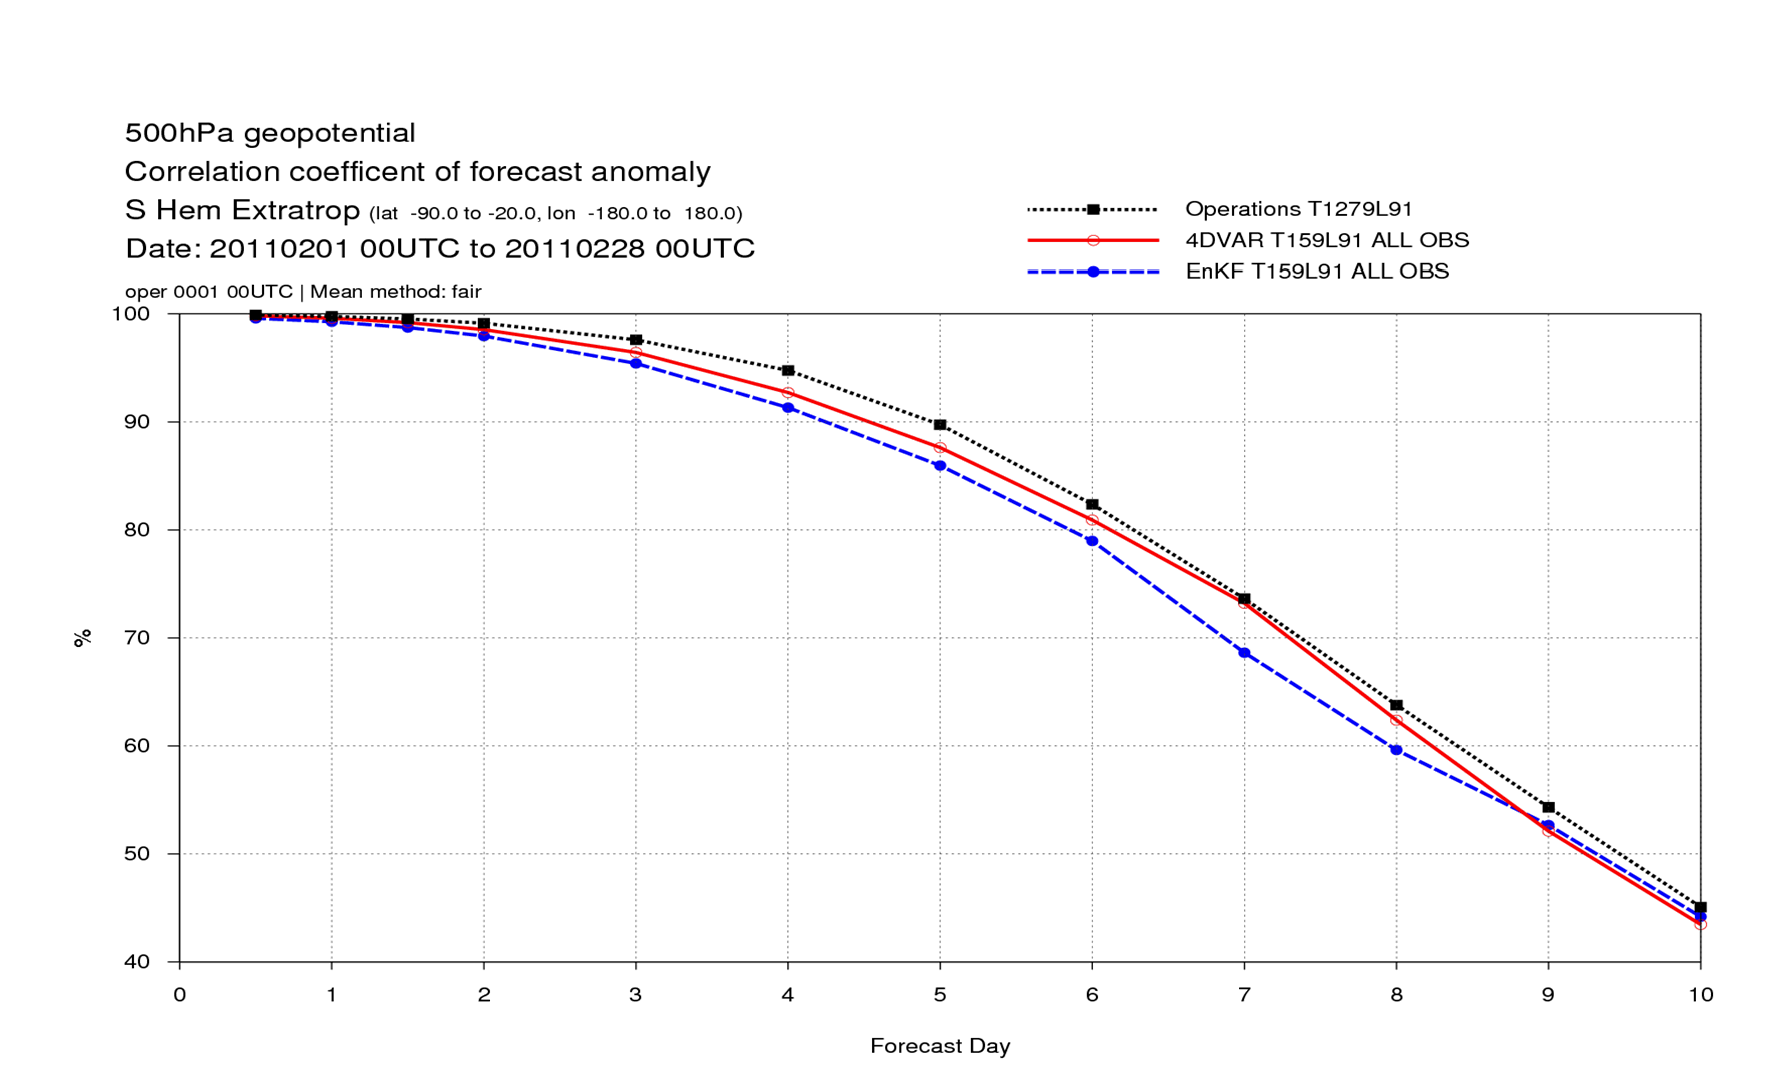 500hPa geopotential
Correlation coefficent of forecast anomaly
S Hem Extratrop (lat -90.0 to -20.0, lon -180.0 to 180.0)
Date: 20110201 00UTC to 20110228 00UTC
oper 0001 00UTC | Mean method: fair
Operations T1279L91
4DVAR T159L91 ALL OBS
EnKF T159L91 ALL OBS
100
90
80
70
60
50
40
%
0 1 2 3 4 5 6 7 8 9 10
Forecast Day